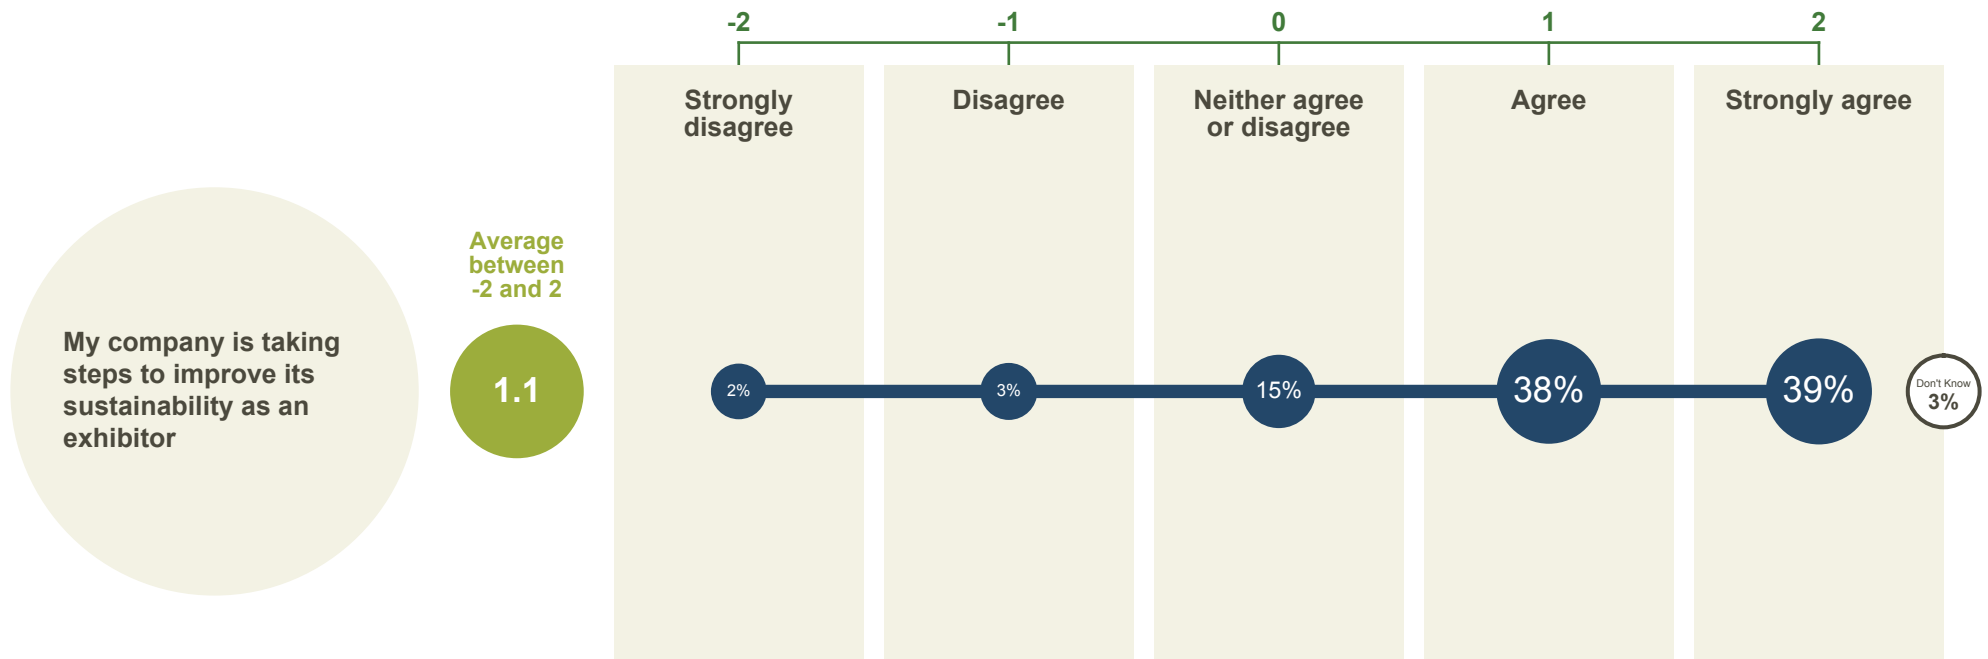 -2 -1 0 1 2
Strongly
disagree
Disagree
Neither agree
or disagree
Agree
Strongly agree
My company is taking
steps to improve its
sustainability as an
exhibitor
Average
between
-2 and 2
1.1
2%
3%
15%
38%
39%
Don't Know
3%